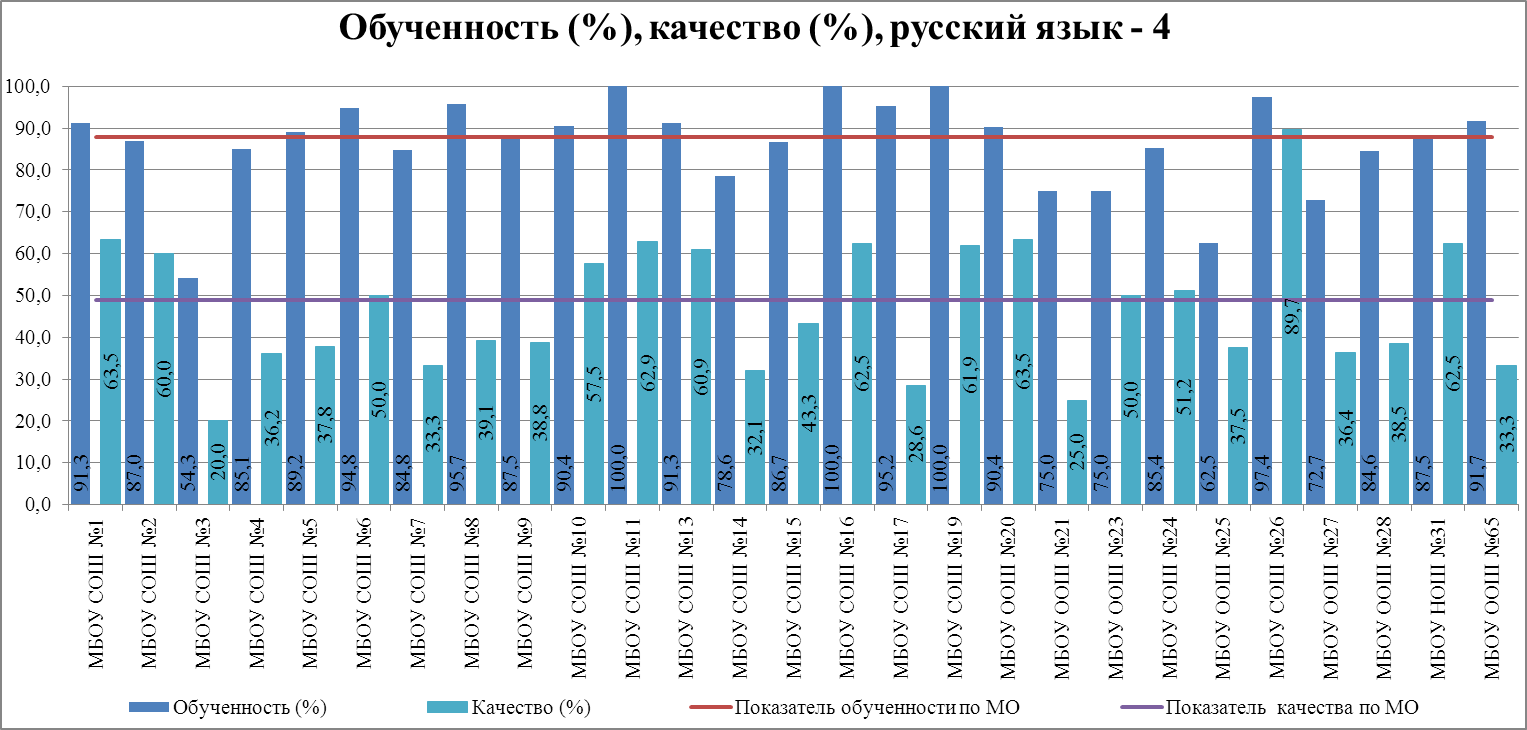 Обученность (%), качество (%), русский язык - 4
100,0
90,0
80,0
70,0
60,0
50,0
40,0
30,0
20,0
10,0
0,0
91,3
63,5
87,0
60,0
54,3
20,0
85,1
36,2
89,2
37,8
94,8
50,0
84,8
33,3
95,7
39,1
87,5
38,8
90,4
57,5
100,0
62,9
91,3
60,9
78,6
32,1
86,7
43,3
100,0
62,5
95,2
28,6
100,0
61,9
90,4
63,5
75,0
25,0
75,0
50,0
85,4
51,2
62,5
37,5
97,4
89,7
72,7
36,4
84,6
38,5
87,5
62,5
91,7
33,3
МБОУ СОШ №1
МБОУ СОШ №2
МБОУ СОШ №3
МБОУ СОШ №4
МБОУ СОШ №5
МБОУ СОШ №6
МБОУ СОШ №7
МБОУ СОШ №8
МБОУ СОШ №9
МБОУ СОШ №10
МБОУ СОШ №11
МБОУ СОШ №13
МБОУ СОШ №14
МБОУ СОШ №15
МБОУ СОШ №16
МБОУ СОШ №17
МБОУ СОШ №19
МБОУ ООШ №20
МБОУ ООШ №21
МБОУ ООШ №23
МБОУ СОШ №24
МБОУ ООШ №25
МБОУ СОШ №26
МБОУ ООШ №27
МБОУ ООШ №28
МБОУ НОШ №31
МБОУ ООШ №65
Обученность (%)
Качество (%)
Показатель обученности по МО
Показатель качества по МО